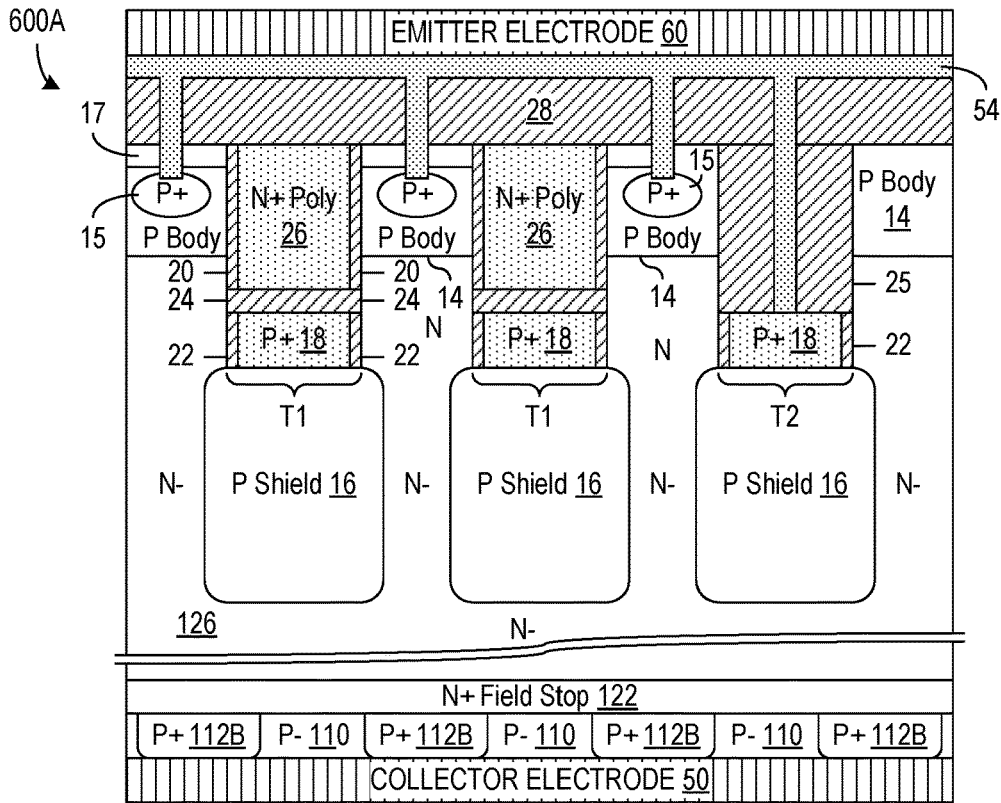 600A
EMITTER ELECTRODE 60
54
28
17
15
P+
P+
P+
15
P Body
14
N+ Poly
26
N+ Poly
26
15
P Body
P Body
P Body
20
20
14
14
25
24
24
N
N
P+ 18
P+ 18
P+ 18
22
22
22
T1
T1
T2
N-
P Shield 16
N-
P Shield 16
N-
P Shield 16
N-
126
N-
N+ Field Stop 122
P+ 112B
P- 110
P+ 112B
P- 110
P+ 112B
P- 110
P+ 112B
COLLECTOR ELECTRODE 50